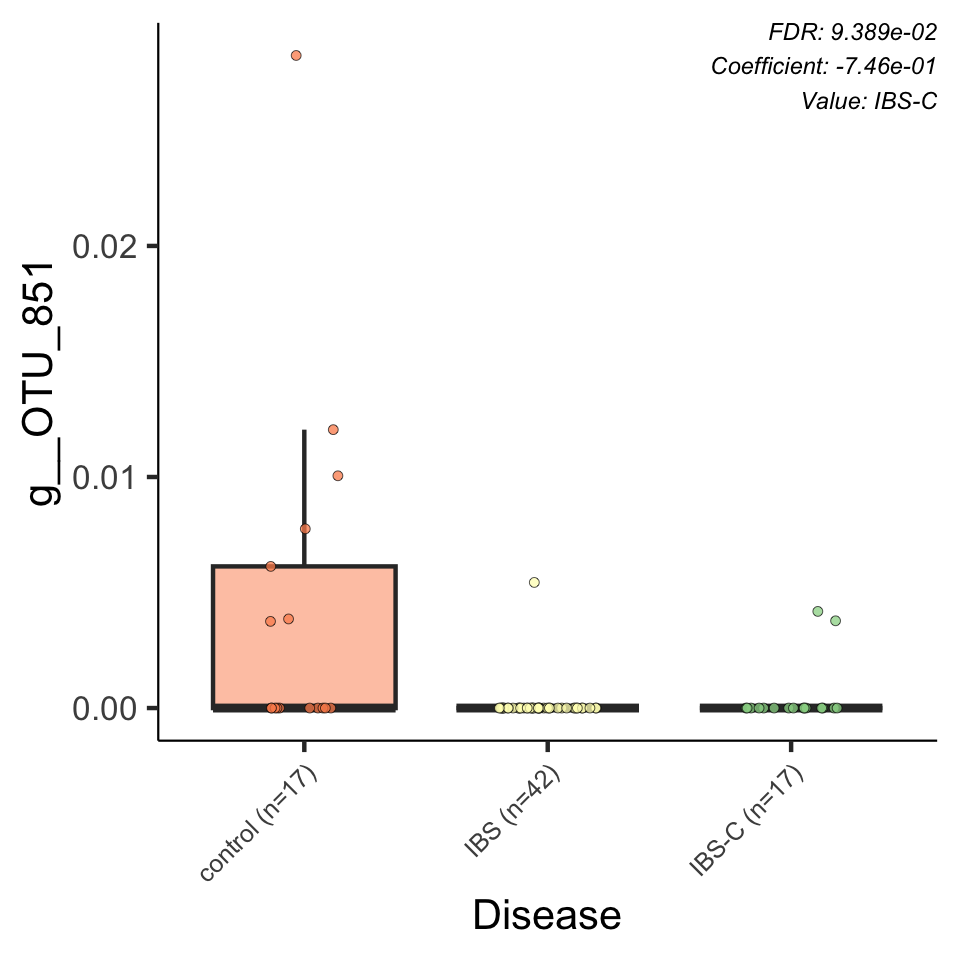 FDR: 9.389e-02
Coefficient: -7.46e-01
Value: IBS-C
g__OTU_851
0.02
0.01
0.00
control (n=17)
IBS (n=42)
IBS-C (n=17)
Disease